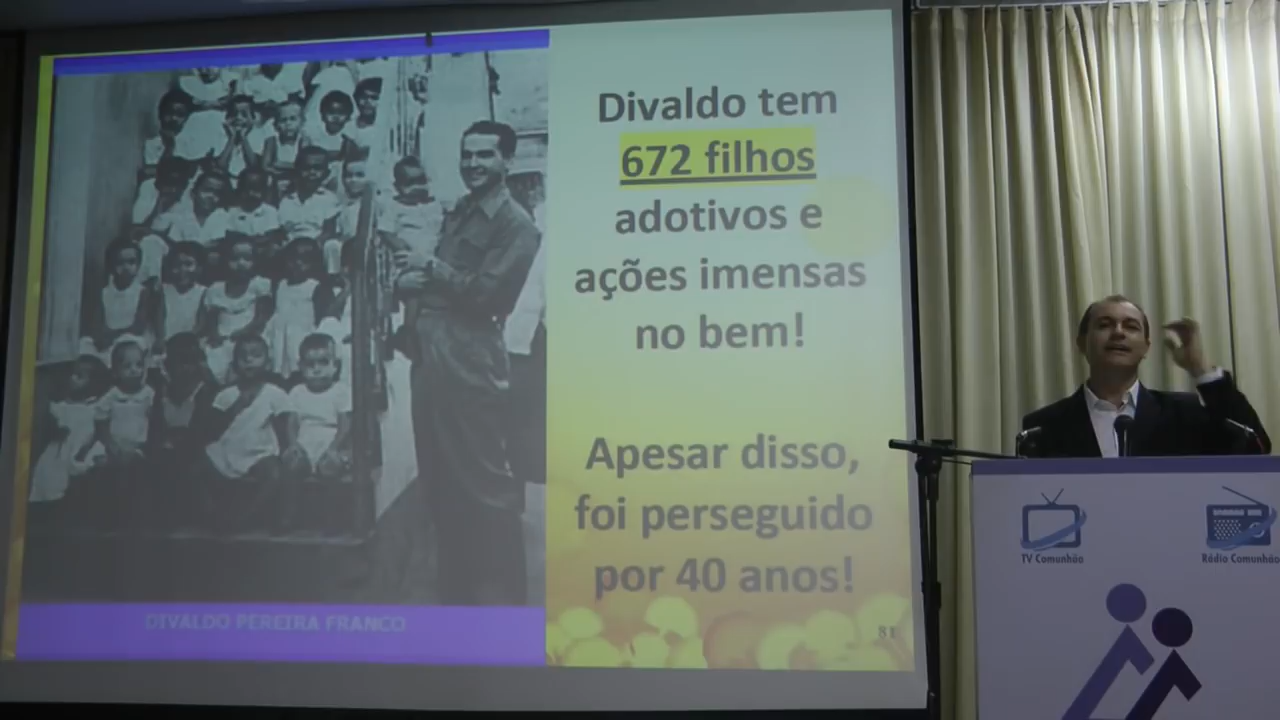 Divaldo tem
672 filhos
adotivos e
ações imensas
no bem!
Apesar disso,
foi perseguido
por 40 anos!
81
DIVALDO PEREIRA FRANCO
TV Comunhão
Rádio Comunhão